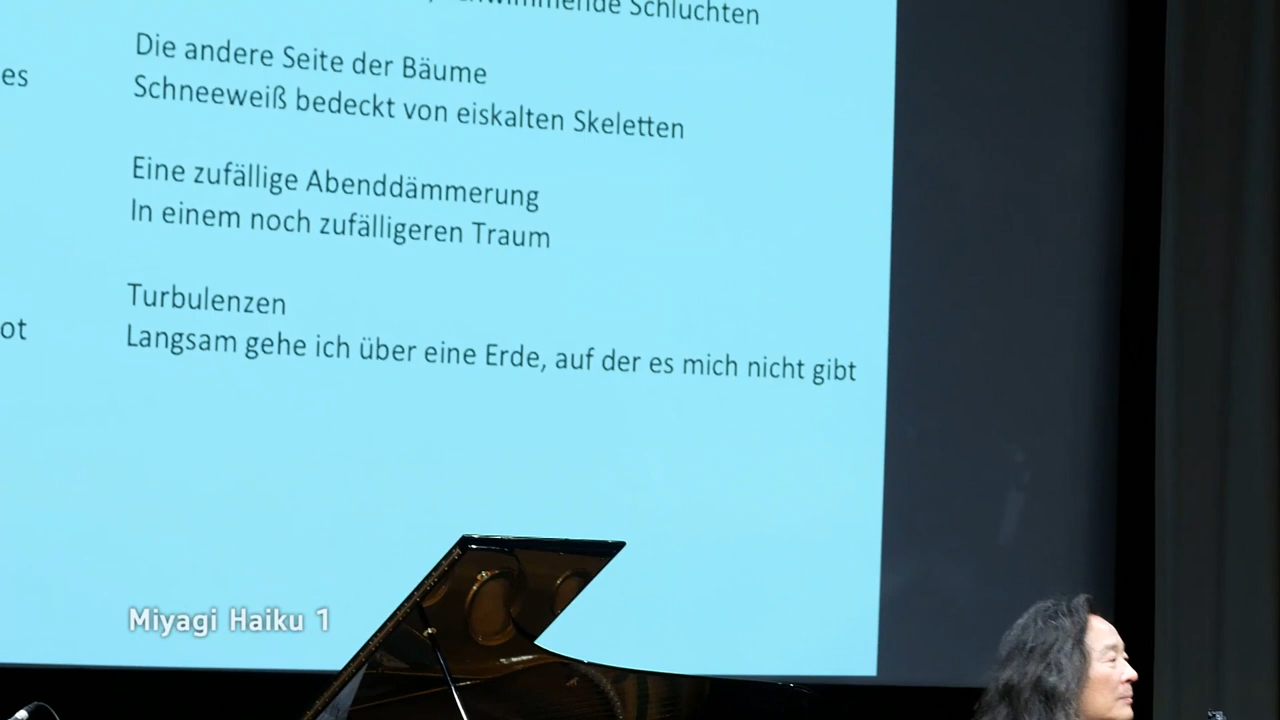 Schluchten
Die andere Seite der Bäume
es
Schneeweiß bedeckt von eiskalten Skeletten
Eine zufällige Abenddämmerung
In einem noch zufälligeren Traum
Turbulenzen
ot
Langsam gehe ich über eine Erde, auf der es mich nicht gibt
Miyagi Haiku 1